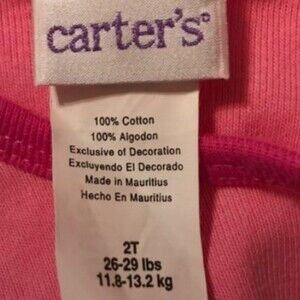 carter's®
100% Cotton
100% Algodon
Exclusive of Decoration
Excluyendo El Decorado
Made in Mauritius
Hecho En Mauritius
2T
26-29 lbs
11.8-13.2 kg